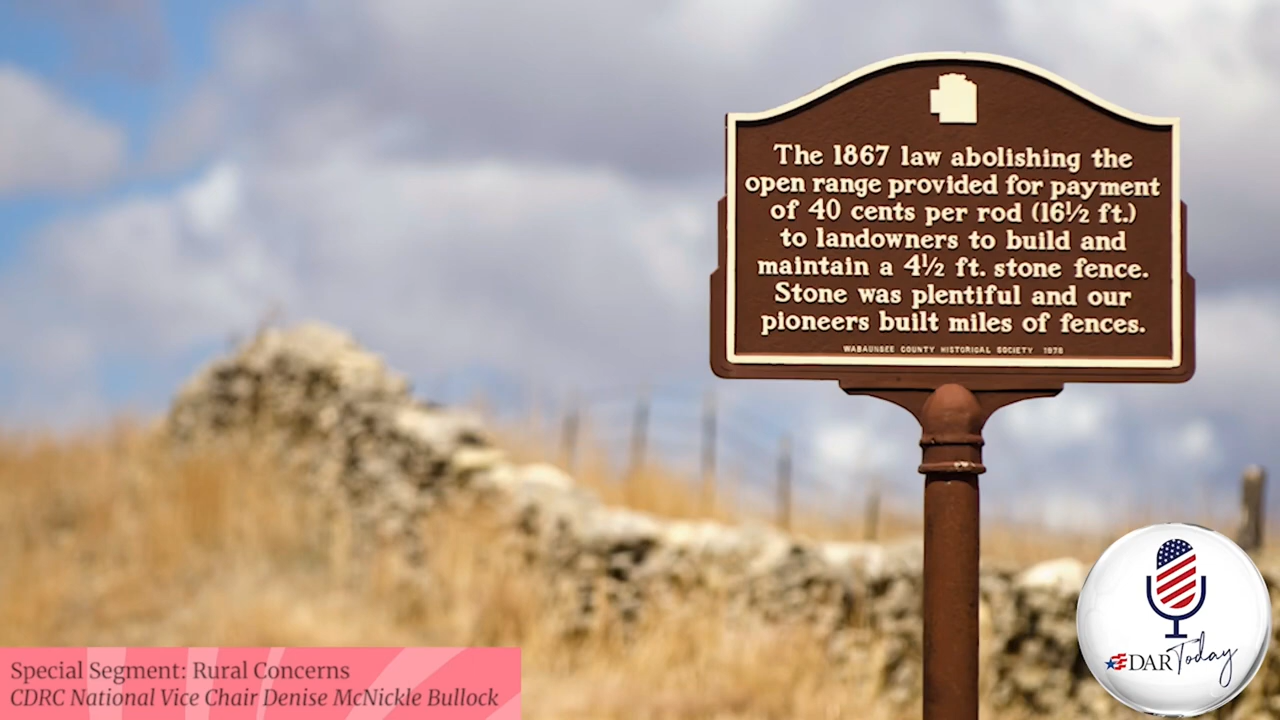 The 1867 law abolishing the
open range provided for payment
of 40 cents per rod (16½ ft.)
to landowners to build and
maintain a 4½ ft. stone fence.
Stone was plentiful and our
pioneers built miles of fences.
WABAUNSEE COUNTY HISTORICAL SOCIETY 1978
Special Segment: Rural Concerns
CDRC National Vice Chair Denise McNickle Bullock
DAR Today